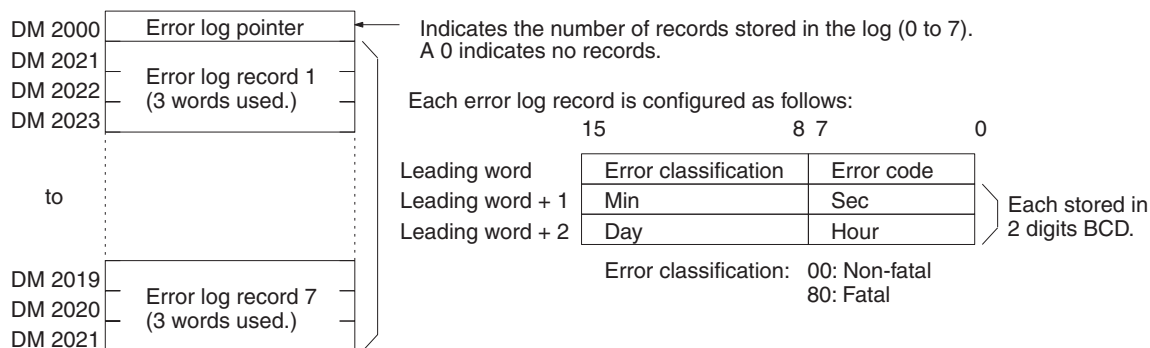 DM 2000 Error log pointer
Indicates the number of records stored in the log (0 to 7).
A 0 indicates no records.
DM 2021
DM 2022
DM 2023
Error log record 1
(3 words used.)
to
DM 2019
DM 2020
DM 2021
Error log record 7
(3 words used.)
Each error log record is configured as follows:
15 8 7 0
Leading word Error classification Error code
Leading word + 1 Min Sec
Leading word + 2 Day Hour
Each stored in
2 digits BCD.
Error classification: 00: Non-fatal
80: Fatal